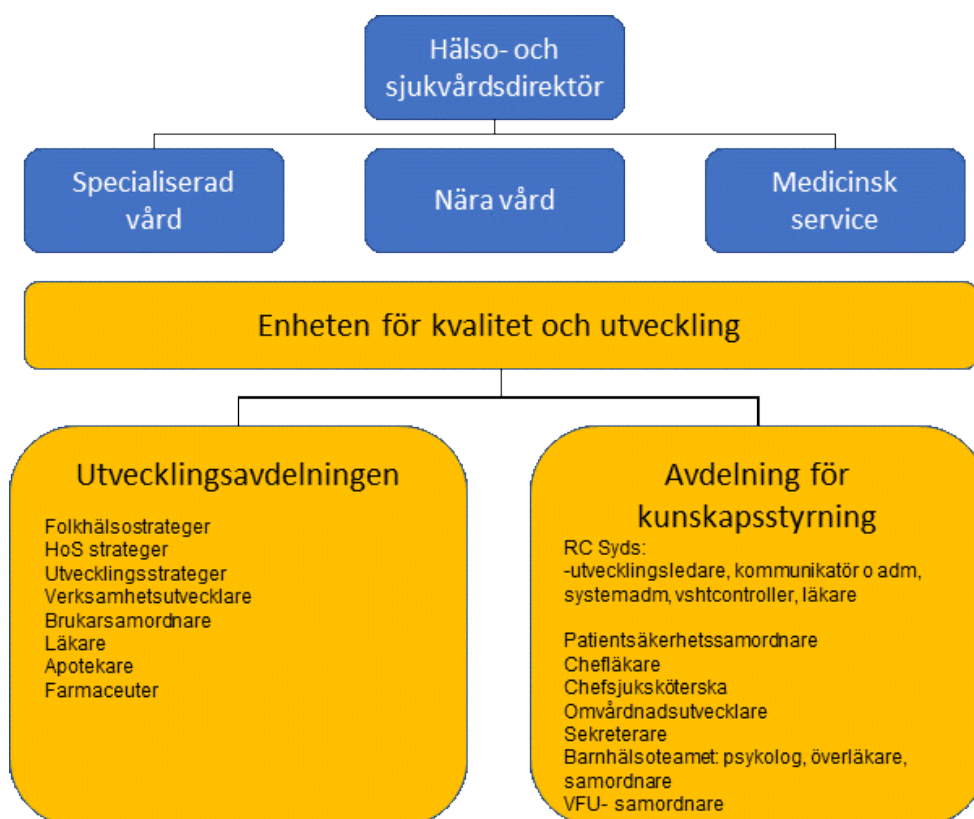 Hälso- och
sjukvårdsdirektör
Specialiserad
vård
Nära vård
Medicinsk
service
Enheten för kvalitet och utveckling
Utvecklingsavdelningen
Folkhälsostrateger
HoS strateger
Utvecklingsstrateger
Verksamhetsutvecklare
Brukarsamordnare
Läkare
Apotekare
Farmaceuter
Avdelning för
kunskapsstyrning
RC Syds:
-utvecklingsledare, kommunikatör o adm,
systemadm, vshtcontroller, läkare
Patientsäkerhetssamordnare
Chefläkare
Chefsjuksköterska
Omvårdnadsutvecklare
Sekreterare
Barnhälsoteamet: psykolog, överläkare,
samordnare
VFU- samordnare